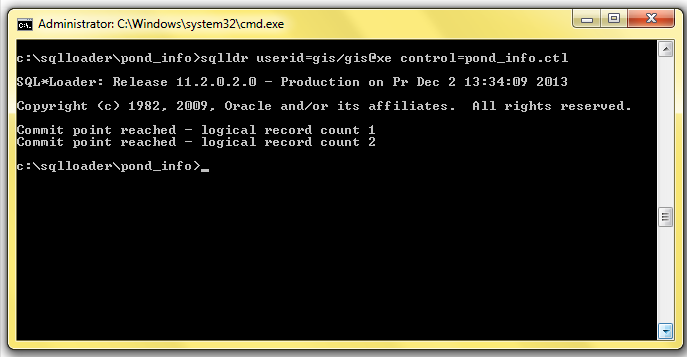 Administrator: C:\Windows\system32\cmd.exe
c:\sqlloader\pond_info>sqlldr userid=gis/gis@xe control=pond_info.ctl
SQL*Loader: Release 11.2.0.2.0 - Production on Pr Dec 2 13:34:09 2013
Copyright (c) 1982, 2009, Oracle and/or its affiliates.  All rights reserved.
Commit point reached - logical record count 1
Commit point reached - logical record count 2
c:\sqlloader\pond_info>_